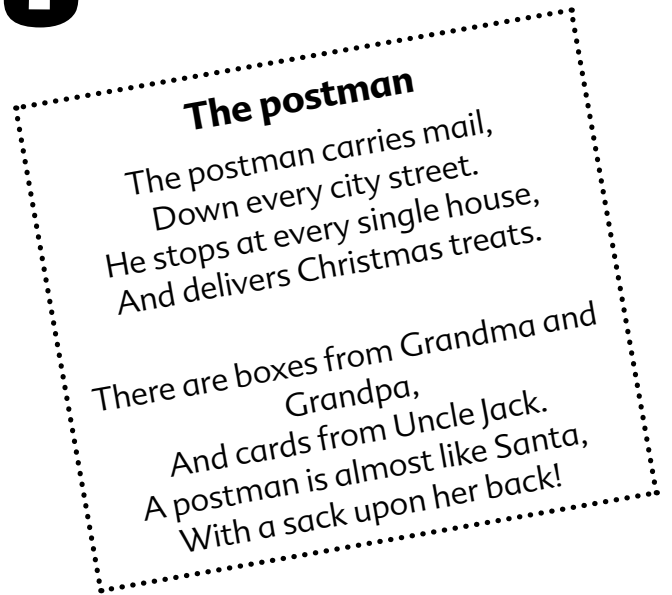 The postman
The postman carries mail,
Down every city street.
He stops at every single house,
And delivers Christmas treats.
There are boxes from Grandma and
Grandpa,
And cards from Uncle Jack.
A postman is almost like Santa,
With a sack upon her back!